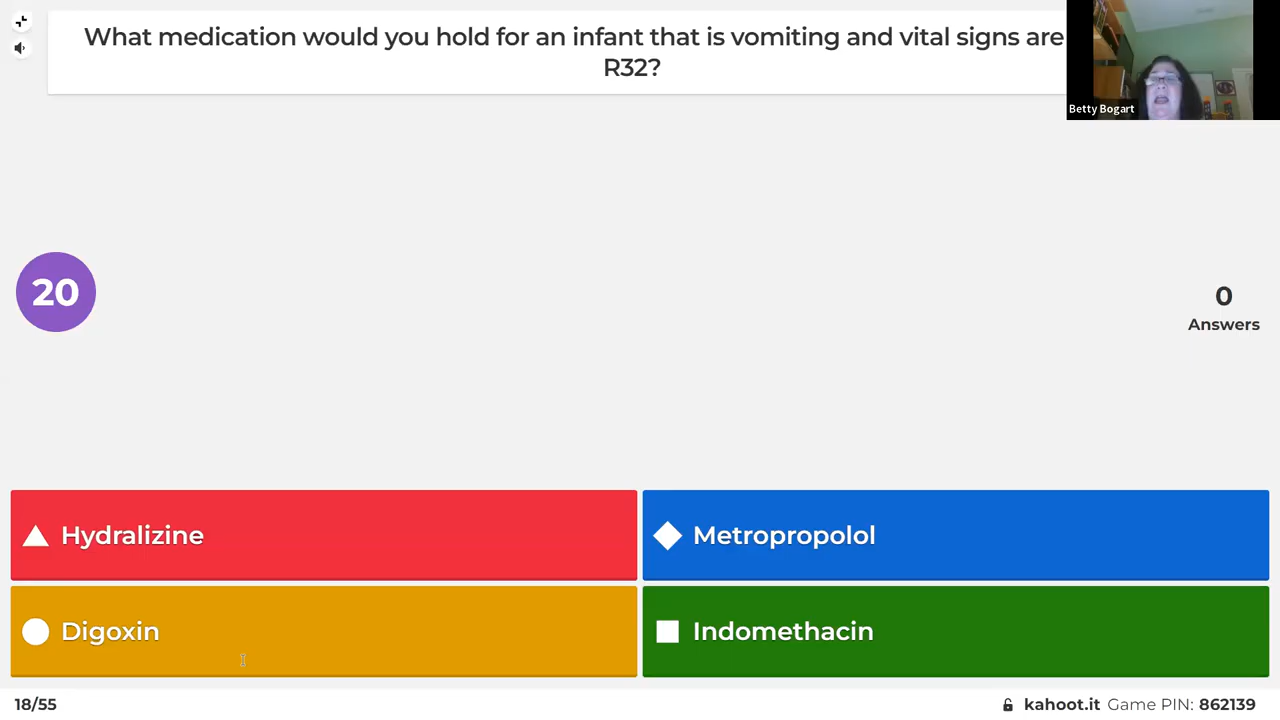 What medication would you hold for an infant that is vomiting and vital signs are
R32?
Betty Bogart
20
0
Answers
Hydralizine
Metropropolol
Digoxin
Indomethacin
18/55
kahoot.it Game PIN: 862139